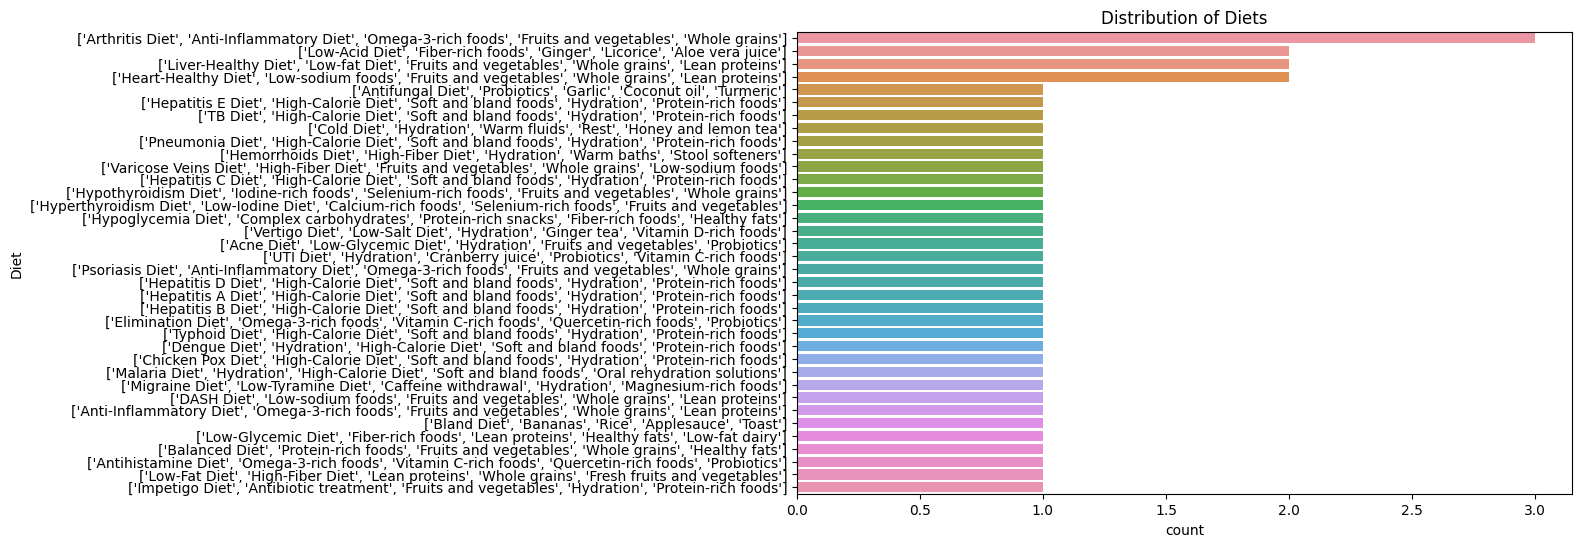 Distribution of Diets
['Arthritis Diet', 'Anti-Inflammatory Diet', 'Omega-3-rich foods', 'Fruits and vegetables', 'Whole grains']
['Low-Acid Diet', 'Fiber-rich foods', 'Ginger', 'Licorice', 'Aloe vera juice']
['Liver-Healthy Diet', 'Low-fat Diet', 'Fruits and vegetables', 'Whole grains', 'Lean proteins']
['Heart-Healthy Diet', 'Low-sodium foods', 'Fruits and vegetables', 'Whole grains', 'Lean proteins']
['Antifungal Diet', 'Probiotics', 'Garlic', 'Coconut oil', 'Turmeric']
['Hepatitis E Diet', 'High-Calorie Diet', 'Soft and bland foods', 'Hydration', 'Protein-rich foods']
['TB Diet', 'High-Calorie Diet', 'Soft and bland foods', 'Hydration', 'Protein-rich foods']
['Cold Diet', 'Hydration', 'Warm fluids', 'Rest', 'Honey and lemon tea']
['Pneumonia Diet', 'High-Calorie Diet', 'Soft and bland foods', 'Hydration', 'Protein-rich foods']
['Hemorrhoids Diet', 'High-Fiber Diet', 'Hydration', 'Warm baths', 'Stool softeners']
['Varicose Veins Diet', 'High-Fiber Diet', 'Fruits and vegetables', 'Whole grains', 'Low-sodium foods']
['Hepatitis C Diet', 'High-Calorie Diet', 'Soft and bland foods', 'Hydration', 'Protein-rich foods']
['Hypothyroidism Diet', 'Iodine-rich foods', 'Selenium-rich foods', 'Fruits and vegetables', 'Whole grains']
['Hyperthyroidism Diet', 'Low-Iodine Diet', 'Calcium-rich foods', 'Selenium-rich foods', 'Fruits and vegetables']
['Hypoglycemia Diet', 'Complex carbohydrates', 'Protein-rich snacks', 'Fiber-rich foods', 'Healthy fats']
['Vertigo Diet', 'Low-Salt Diet', 'Hydration', 'Ginger tea', 'Vitamin D-rich foods']
['Acne Diet', 'Low-Glycemic Diet', 'Hydration', 'Fruits and vegetables', 'Probiotics']
['UTI Diet', 'Hydration', 'Cranberry juice', 'Probiotics', 'Vitamin C-rich foods']
['Psoriasis Diet', 'Anti-Inflammatory Diet', 'Omega-3-rich foods', 'Fruits and vegetables', 'Whole grains']
['Hepatitis D Diet', 'High-Calorie Diet', 'Soft and bland foods', 'Hydration', 'Protein-rich foods']
['Hepatitis A Diet', 'High-Calorie Diet', 'Soft and bland foods', 'Hydration', 'Protein-rich foods']
['Hepatitis B Diet', 'High-Calorie Diet', 'Soft and bland foods', 'Hydration', 'Protein-rich foods']
['Elimination Diet', 'Omega-3-rich foods', 'Vitamin C-rich foods', 'Quercetin-rich foods', 'Probiotics']
['Typhoid Diet', 'High-Calorie Diet', 'Soft and bland foods', 'Hydration', 'Protein-rich foods']
['Dengue Diet', 'Hydration', 'High-Calorie Diet', 'Soft and bland foods', 'Protein-rich foods']
['Chicken Pox Diet', 'High-Calorie Diet', 'Soft and bland foods', 'Hydration', 'Protein-rich foods']
['Malaria Diet', 'Hydration', 'High-Calorie Diet', 'Soft and bland foods', 'Oral rehydration solutions']
['Migraine Diet', 'Low-Tyramine Diet', 'Caffeine withdrawal', 'Hydration', 'Magnesium-rich foods']
['DASH Diet', 'Low-sodium foods', 'Fruits and vegetables', 'Whole grains', 'Lean proteins']
['Anti-Inflammatory Diet', 'Omega-3-rich foods', 'Fruits and vegetables', 'Whole grains', 'Lean proteins']
['Bland Diet', 'Bananas', 'Rice', 'Applesauce', 'Toast']
['Low-Glycemic Diet', 'Fiber-rich foods', 'Lean proteins', 'Healthy fats', 'Low-fat dairy']
['Balanced Diet', 'Protein-rich foods', 'Fruits and vegetables', 'Whole grains', 'Healthy fats']
['Antihistamine Diet', 'Omega-3-rich foods', 'Vitamin C-rich foods', 'Quercetin-rich foods', 'Probiotics']
['Low-Fat Diet', 'High-Fiber Diet', 'Lean proteins', 'Whole grains', 'Fresh fruits and vegetables']
['Impetigo Diet', 'Antibiotic treatment', 'Fruits and vegetables', 'Hydration', 'Protein-rich foods']
Diet
0.0 0.5 1.0 1.5 2.0 2.5 3.0
count